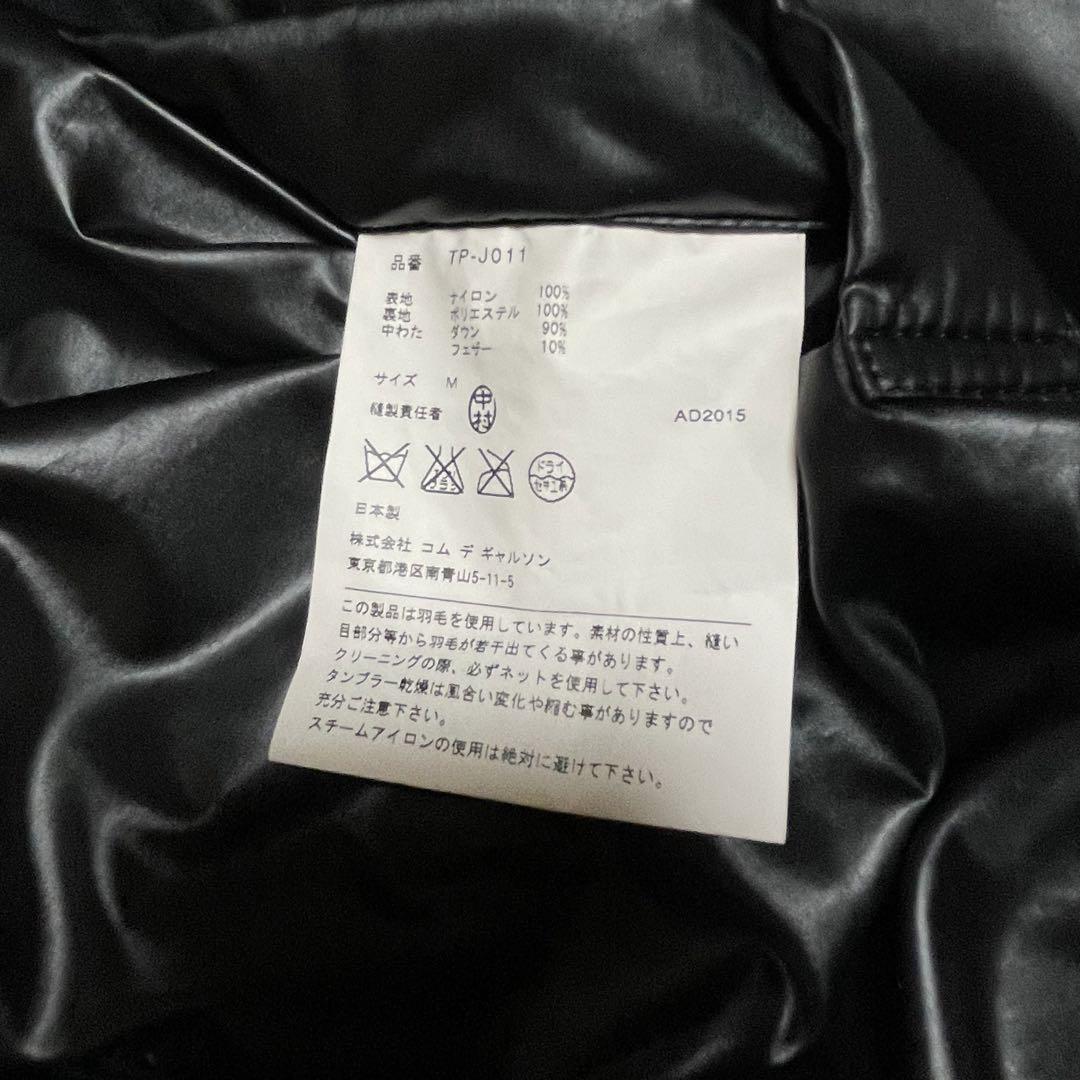 品番 TP-J011
表地 ナイロン 100%
裏地 ポリエステル 100%
中わた ダウン 90%
フェザー 10%
サイズ M
縫製責任者 中村 AD2015
エンソ サラシ ドライ セキユ系
日本製
株式会社 コム デ ギャルソン
東京都港区南青山5-11-5
この製品は羽毛を使用しています。素材の性質上、縫い
目部分等から羽毛が若干出てくる事があります。
クリーニングの際、必ずネットを使用して下さい。
タンブラー乾燥は風合い変化や縮む事がありますので
充分ご注意下さい。
スチームアイロンの使用は絶対に避けて下さい。